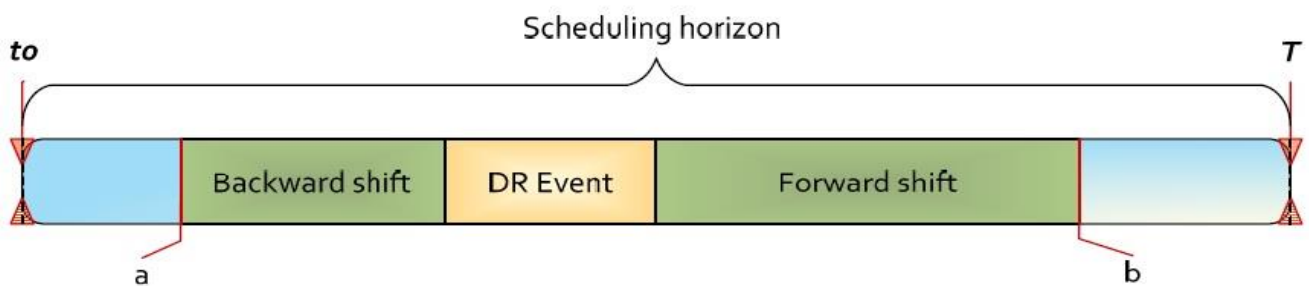 Scheduling horizon
to
T
Backward shift
DR Event
Forward shift
a
b